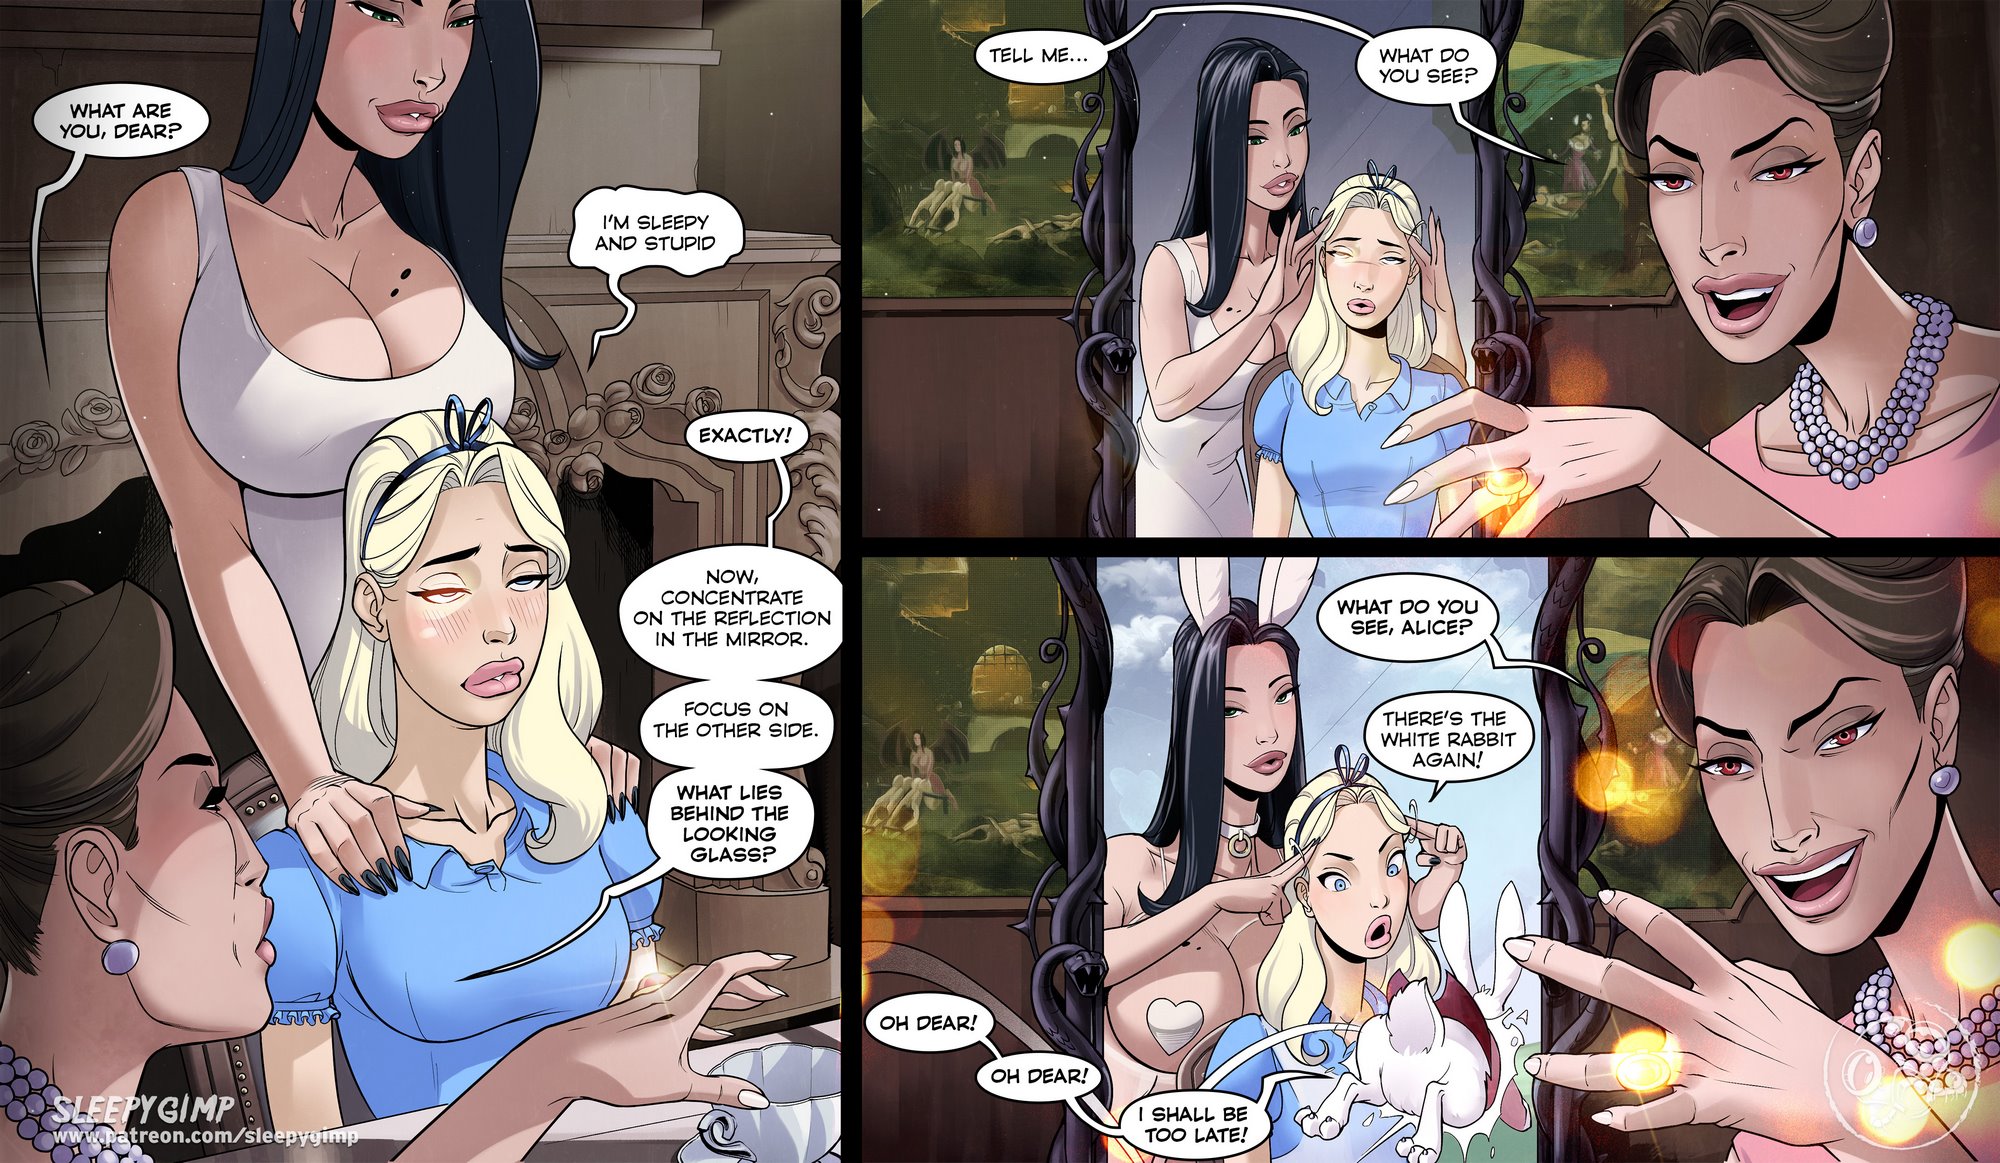 WHAT ARE
YOU, DEAR?
I'M SLEEPY
AND STUPID
EXACTLY!
NOW,
CONCENTRATE
ON THE REFLECTION
IN THE MIRROR.
FOCUS ON
THE OTHER SIDE.
WHAT LIES
BEHIND THE
LOOKING
GLASS?
SLEEPYGIMP
www.patreon.com/sleepygimp
TELL ME...
WHAT DO
YOU SEE?
WHAT DO YOU
SEE, ALICE?
THERE'S THE
WHITE RABBIT
AGAIN!
OH DEAR!
OH DEAR!
I SHALL BE
TOO LATE!